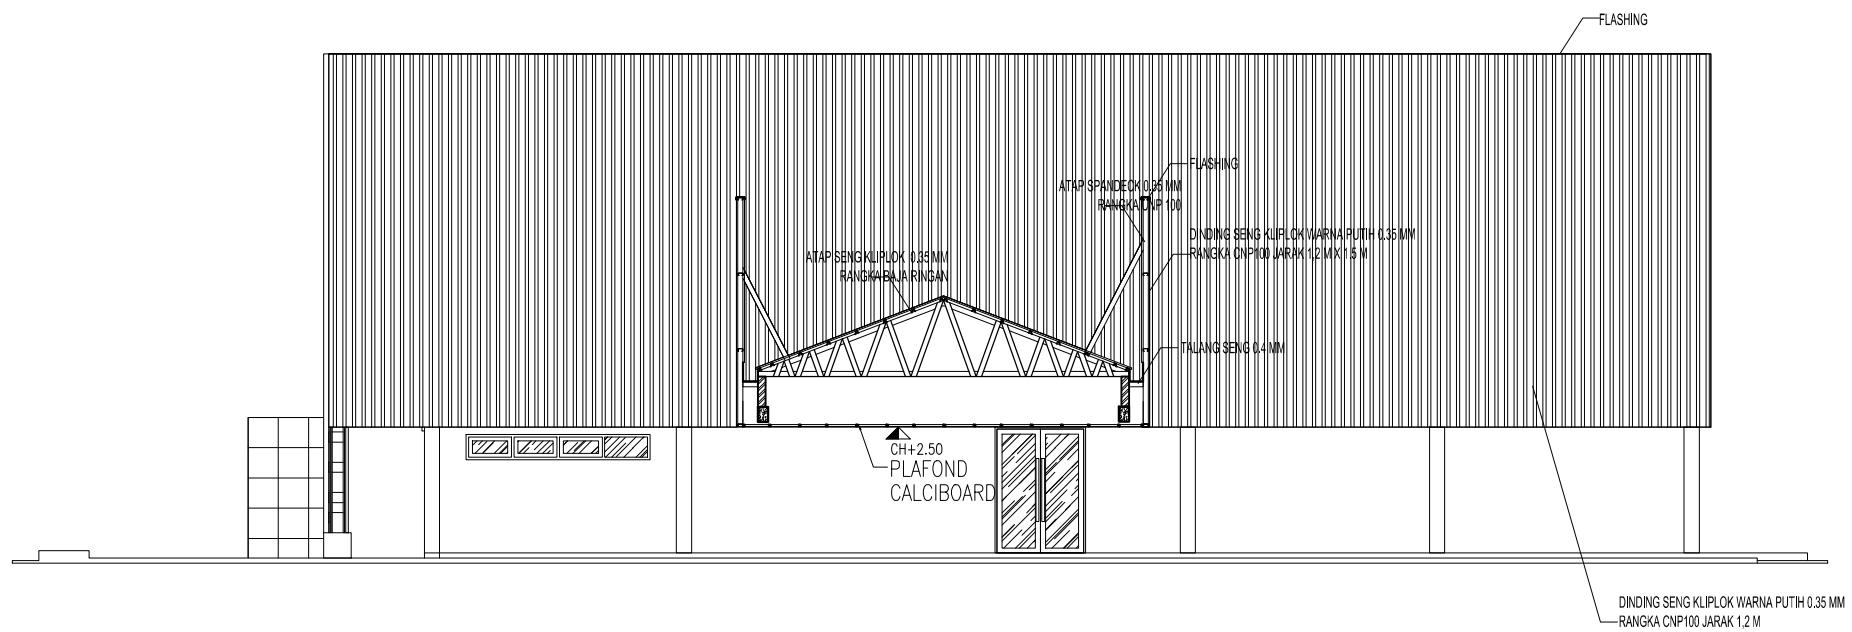 FLASHING
FLASHING
ATAP SPANDECK 0.35 MM
RANGKA CNP 100
DINDING SENG KLIPLOK WARNA PUTIH 0.35 MM
RANGKA CNP100 JARAK 1,2 M X 1.5 M
ATAP SENG KLIPLOK 0.35 MM
RANGKA BAJA RINGAN
TALANG SENG 0.4 MM
CH+2.50
PLAFOND
CALCIBOARD
DINDING SENG KLIPLOK WARNA PUTIH 0.35 MM
RANGKA CNP100 JARAK 1,2 M